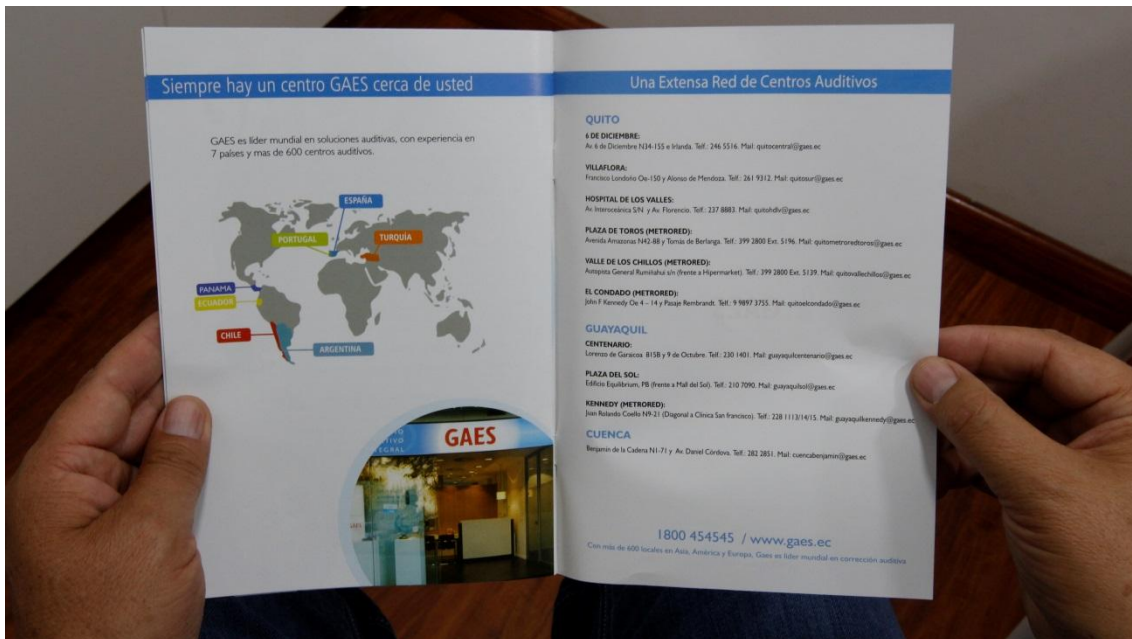 Siempre hay un centro GAES cerca de usted
GAES es líder mundial en soluciones auditivas, con experiencia en
7 países y mas de 600 centros auditivos.
ESPAÑA
PORTUGAL
TURQUÍA
PANAMA
ECUADOR
CHILE
ARGENTINA
GAES
Una Extensa Red de Centros Auditivos
QUITO
6 DE DICIEMBRE:
Av. 6 de Diciembre N34-155 e Irlanda. Telf.: 246 5516. Mail: quitocentral@gaes.ec
VILLAFLORA:
Francisco Londoño Oe-150 y Alonso de Mendoza. Telf.: 261 9312. Mail: quitosur@gaes.ec
HOSPITAL DE LOS VALLES:
Av. Interoceánica S/N y Av. Florencio. Telf.: 237 8883. Mail: quitohdlv@gaes.ec
PLAZA DE TOROS (METRORED):
Avenida Amazonas N42-88 y Tomás de Berlanga. Telf.: 399 2800 Ext. 5196. Mail: quitometroredtoros@gaes.ec
VALLE DE LOS CHILLOS (METRORED):
Autopista General Rumiñahui s/n (frente a Hipermarket). Telf.: 399 2800 Ext. 5139. Mail: quitovallechillos@gaes.ec
EL CONDADO (METRORED):
John F Kennedy Oe 4 – 14 y Pasaje Rembrandt. Telf.: 9 9897 3755. Mail: quitoelcondado@gaes.ec
GUAYAQUIL
CENTENARIO:
Lorenzo de Garaicoa 815B y 9 de Octubre. Telf.: 230 1401. Mail: guayaquilcentenario@gaes.ec
PLAZA DEL SOL:
Edificio Equilibrium, PB (frente a Mall del Sol). Telf.: 210 7090. Mail: guayaquilsol@gaes.ec
KENNEDY (METRORED):
Juan Rolando Coello N9-21 (Diagonal a Clínica San francisco). Telf.: 228 1113/14/15. Mail: guayaquilkennedy@gaes.ec
CUENCA
Benjamín de la Cadena N1-71 y Av. Daniel Córdova. Telf.: 282 2851. Mail: cuencabenjamin@gaes.ec
1800 454545 / www.gaes.ec
Con más de 600 locales en Asia, América y Europa, Gaes es líder mundial en corrección auditiva